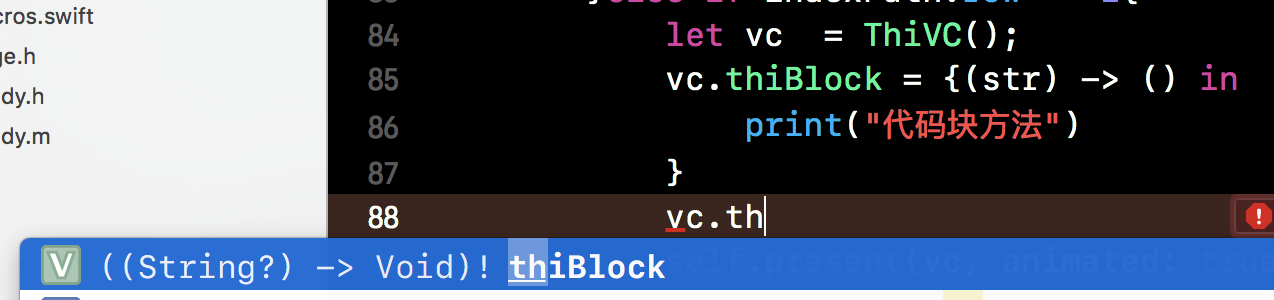 cros.swift
ge.h
dy.h
dy.m
84 let vc = ThiVC();
85 vc.thiBlock = {(str) -> () in
86 print("代码块方法")
87 }
88 vc.th
V ((String?) -> Void)! thiBlock